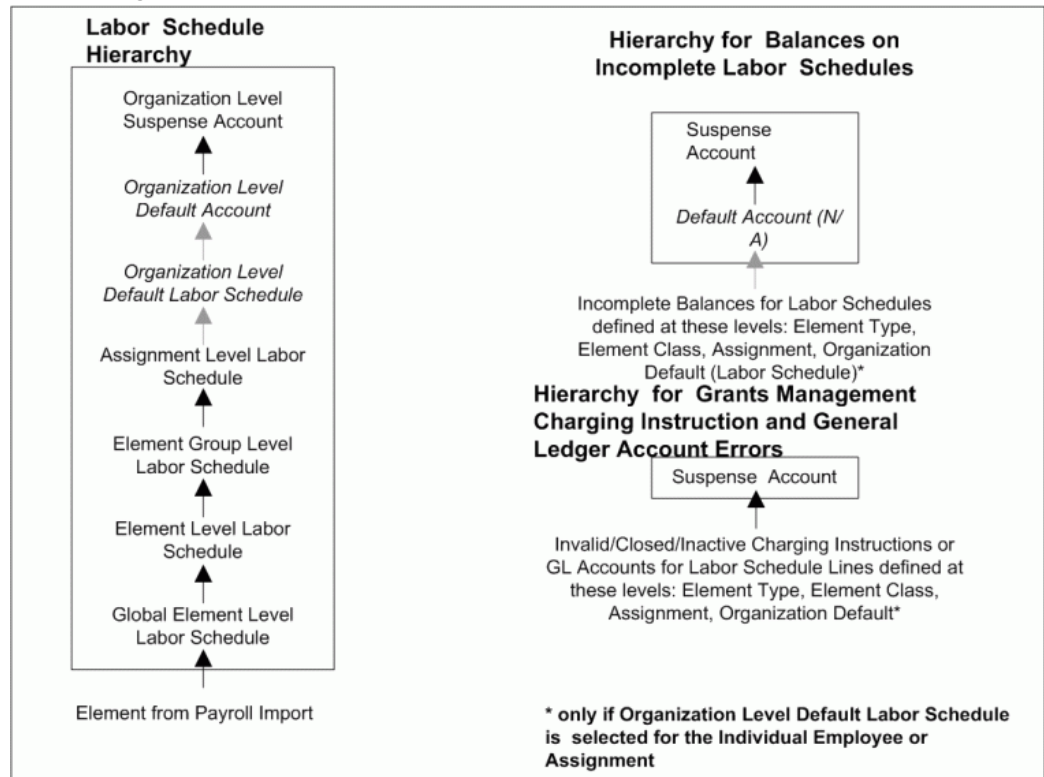 Labor Schedule
Hierarchy
Organization Level
Suspense Account
Organization Level
Default Account
Organization Level
Default Labor Schedule
Assignment Level Labor
Schedule
Element Group Level
Labor Schedule
Element Level Labor
Schedule
Global Element Level
Labor Schedule
Element from Payroll Import
Hierarchy for Balances on
Incomplete Labor Schedules
Suspense
Account
Default Account (N/
A)
Incomplete Balances for Labor Schedules
defined at these levels: Element Type,
Element Class, Assignment, Organization
Default (Labor Schedule)*
Hierarchy for Grants Management
Charging Instruction and General
Ledger Account Errors
Suspense Account
Invalid/Closed/Inactive Charging Instructions or
GL Accounts for Labor Schedule Lines defined at
these levels: Element Type, Element Class,
Assignment, Organization Default*
* only if Organization Level Default Labor Schedule
is selected for the Individual Employee or
Assignment